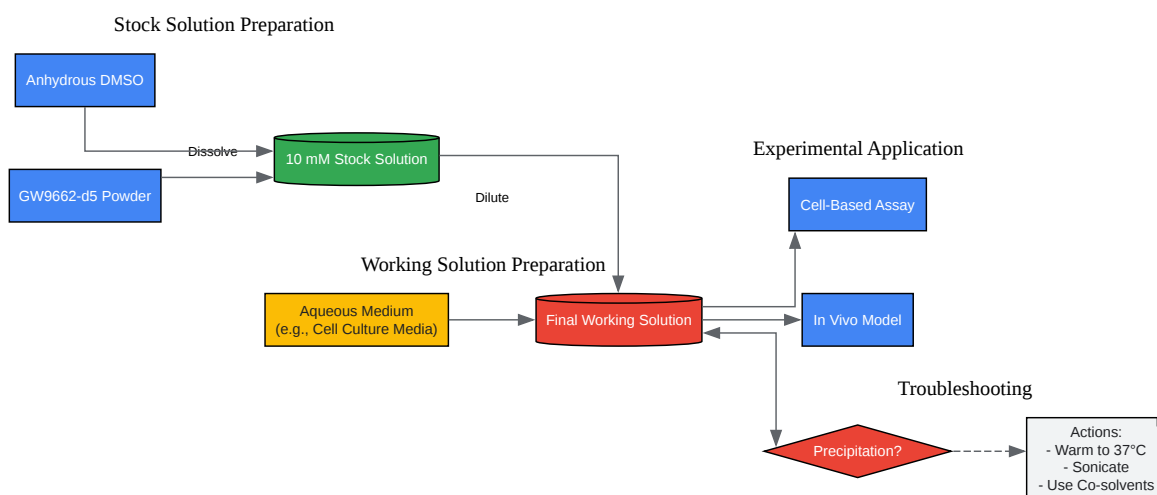 Stock Solution Preparation
Anhydrous DMSO
Dissolve
10 mM Stock Solution
GW9662-d5 Powder
Dilute
Experimental Application
Cell-Based Assay
Working Solution Preparation
Aqueous Medium
(e.g., Cell Culture Media)
Final Working Solution
In Vivo Model
Troubleshooting
Precipitation?
Actions:
- Warm to 37°C
- Sonicate
- Use Co-solvents